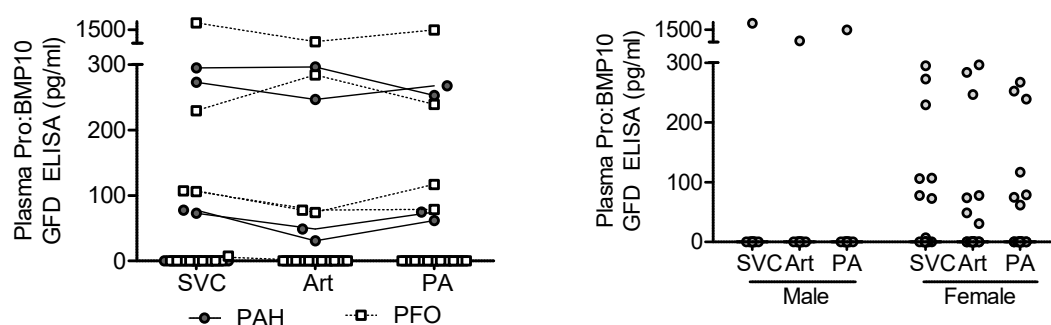 Plasma Pro:BMP10
GFD ELISA (pg/ml)
1500
300
200
100
0
SVC Art PA
PAH PFO
Plasma Pro:BMP10
GFD ELISA (pg/ml)
1500
300
200
100
0
SVC Art PA SVC Art PA
Male Female